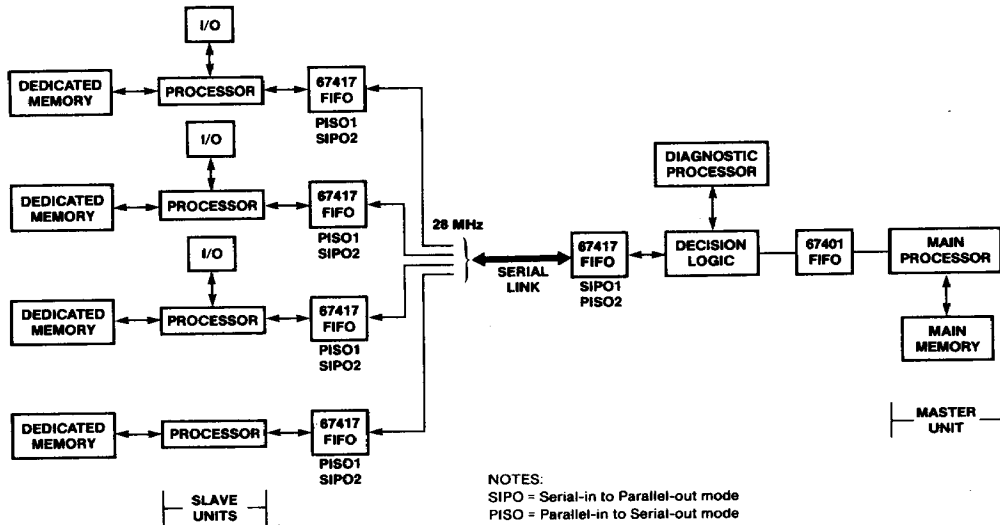 I/O
DEDICATED
MEMORY
PROCESSOR
67417
FIFO
PISO1
SIPO2
I/O
DEDICATED
MEMORY
PROCESSOR
67417
FIFO
PISO1
SIPO2
I/O
DEDICATED
MEMORY
PROCESSOR
67417
FIFO
PISO1
SIPO2
DEDICATED
MEMORY
PROCESSOR
67417
FIFO
PISO1
SIPO2
SLAVE
UNITS
28 MHz
SERIAL
LINK
67417
FIFO
SIPO1
PISO2
DIAGNOSTIC
PROCESSOR
DECISION
LOGIC
67401
FIFO
MAIN
PROCESSOR
MAIN
MEMORY
MASTER
UNIT
NOTES:
SIPO = Serial-in to Parallel-out mode
PISO = Parallel-in to Serial-out mode